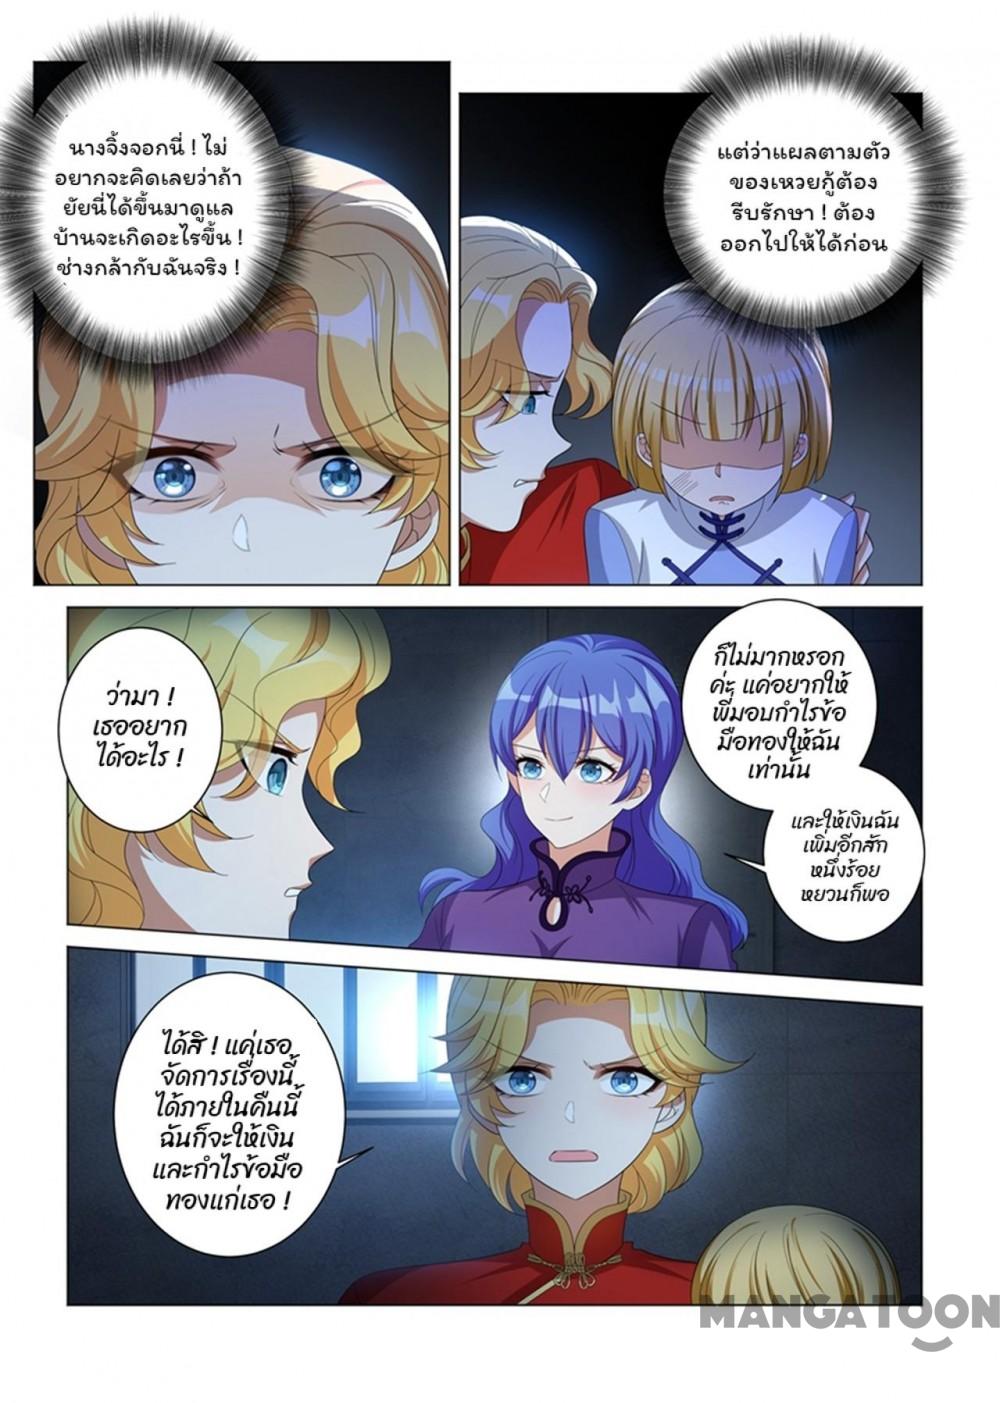 นางจิ้งจอกนี่ ! ไม่
อยากจะคิดเลยว่าถ้า
ยัยนี่ได้ขึ้นมาดูแล
บ้านจะเกิดอะไรขึ้น !
ช่างกล้ากับฉันจริง !
แต่ว่าแผลตามตัว
ของเหวยกู้ต้อง
รีบรักษา ! ต้อง
ออกไปให้ได้ก่อน
ว่ามา !
เธออยาก
ได้อะไร !
ก็ไม่มากหรอก
ค่ะ แค่อยากให้
พี่มอบกำไรข้อ
มือทองให้ฉัน
เท่านั้น
และให้เงินฉัน
เพิ่มอีกสัก
หนึ่งร้อย
หยวนก็พอ
ได้สิ ! แค่เธอ
จัดการเรื่องนี้
ได้ภายในคืนนี้
ฉันก็จะให้เงิน
และกำไรข้อมือ
ทองแก่เธอ !
MANGATOON